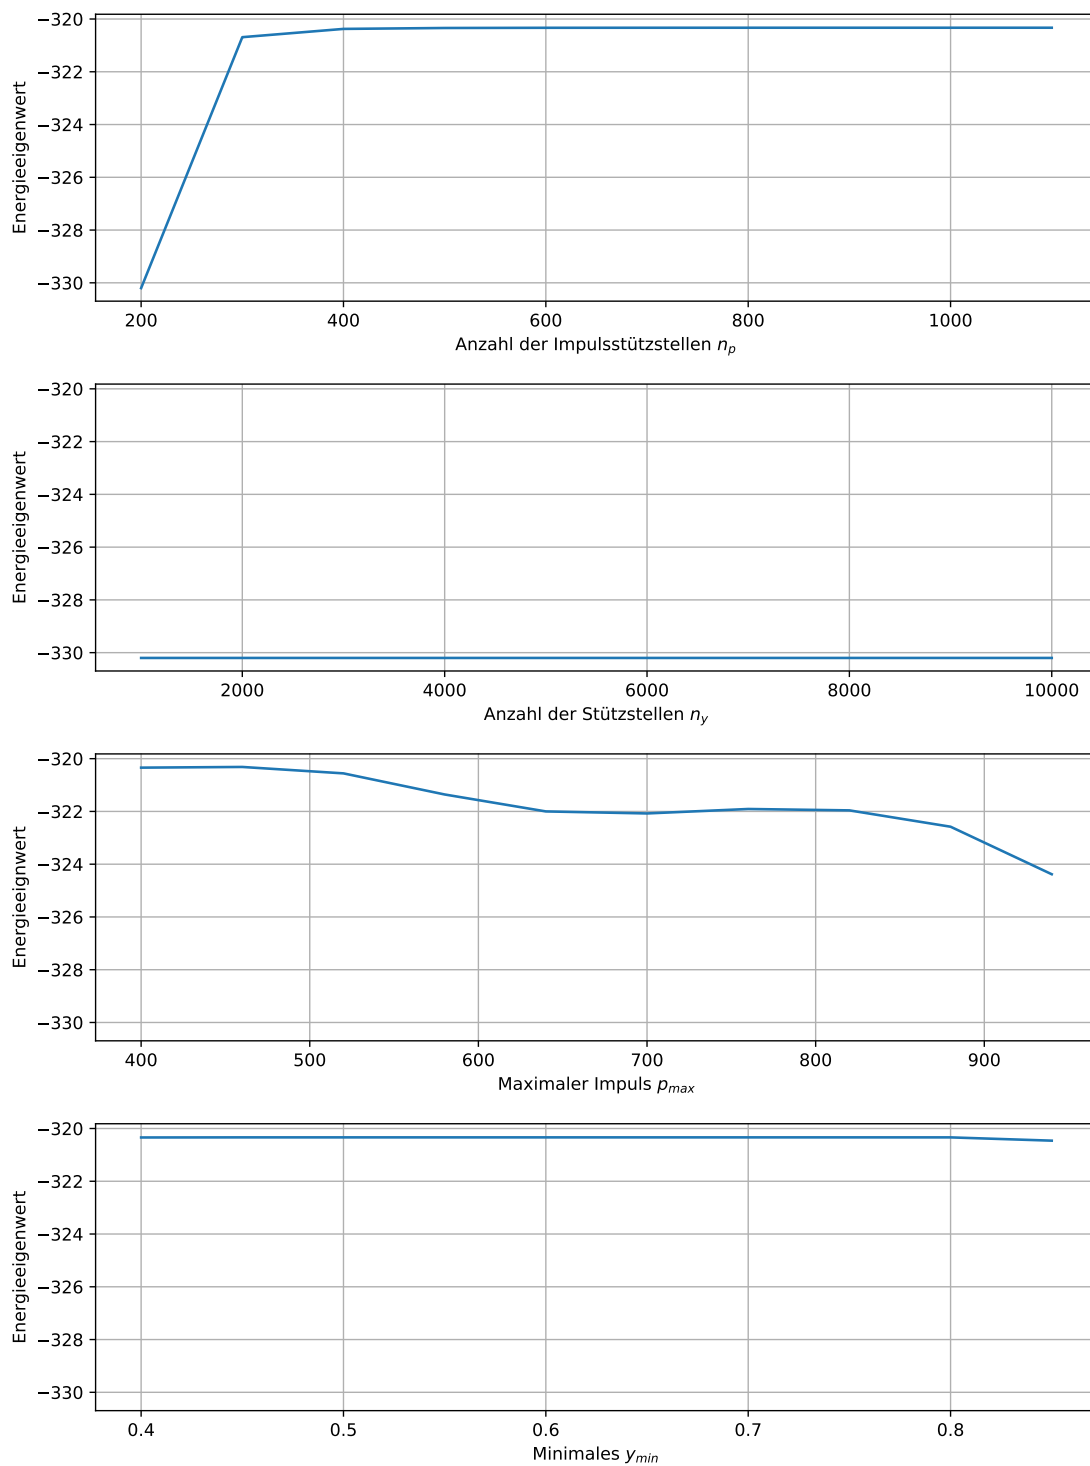 −320
−322
−324
−326
−328
−330
Energieeigenwert
200 400 600 800 1000
Anzahl der Impulsstützstellen n_p
−320
−322
−324
−326
−328
−330
Energieeigenwert
2000 4000 6000 8000 10000
Anzahl der Stützstellen n_y
−320
−322
−324
−326
−328
−330
Energieeignwert
400 500 600 700 800 900
Maximaler Impuls p_max
−320
−322
−324
−326
−328
−330
Energieeigenwert
0.4 0.5 0.6 0.7 0.8
Minimales y_min